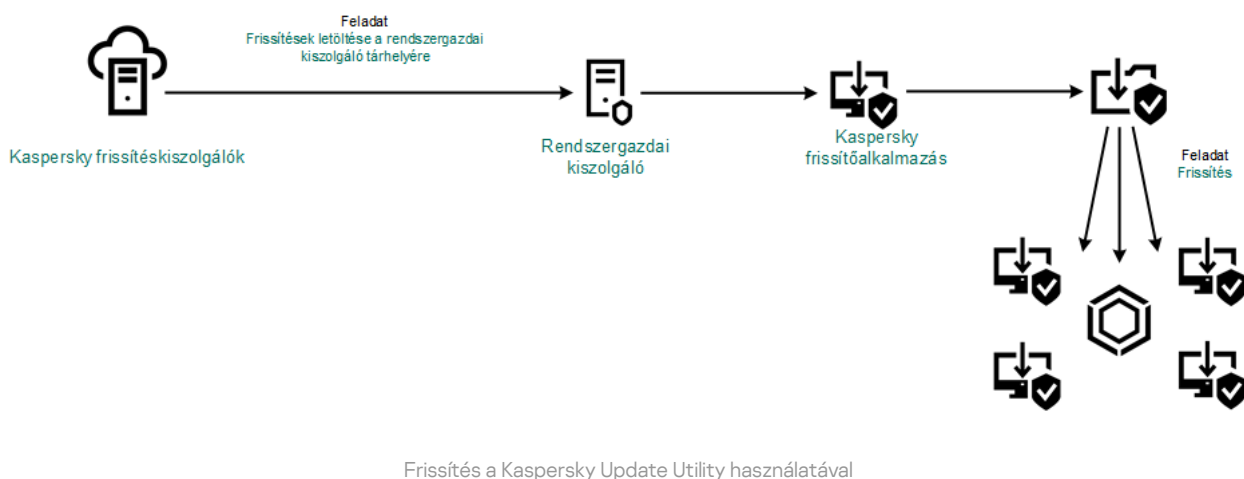 Feladat
Frissítések letöltése a rendszergazdai
kiszolgáló tárhelyére
Kaspersky frissítéskiszolgálók
Rendszergazdai
kiszolgáló
Kaspersky
frissítőalkalmazás
Feladat
Frissítés
Frissítés a Kaspersky Update Utility használatával